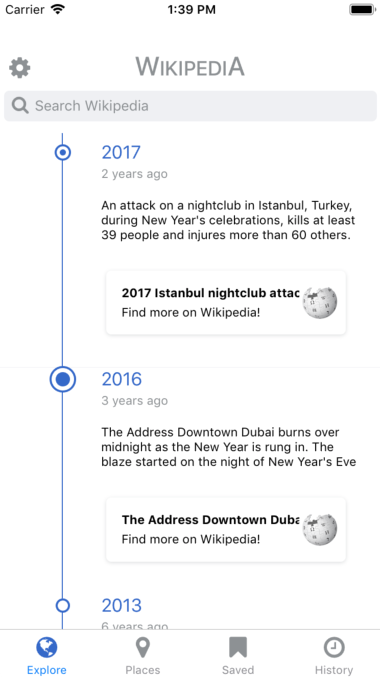 Carrier 1:39 PM
WIKIPEDIA
Search Wikipedia
2017
2 years ago
An attack on a nightclub in Istanbul, Turkey,
during New Year's celebrations, kills at least
39 people and injures more than 60 others.
2017 Istanbul nightclub attac
Find more on Wikipedia!
2016
3 years ago
The Address Downtown Dubai burns over
midnight as the New Year is rung in. The
blaze started on the night of New Year's Eve
The Address Downtown Duba
Find more on Wikipedia!
2013
6 years ago
Explore Places Saved History